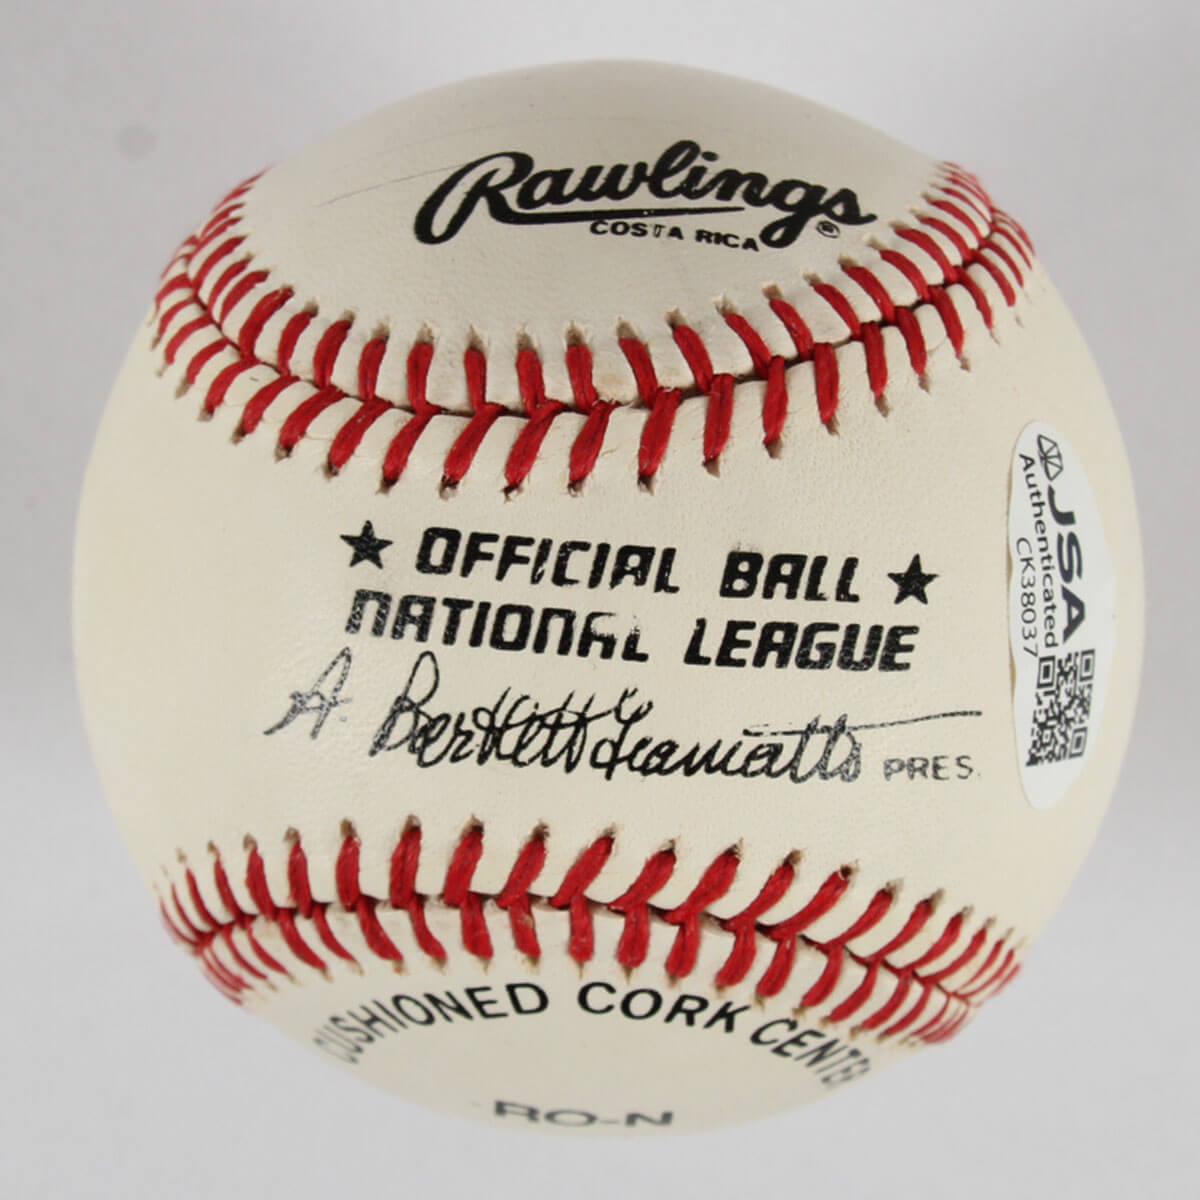 Rawlings®
COSTA RICA
★ OFFICIAL BALL ★
NATIONAL LEAGUE
A. Bartlett Giamatti PRES.
CUSHIONED CORK CENTER
RO-N
JSA
Authenticated
CK38037